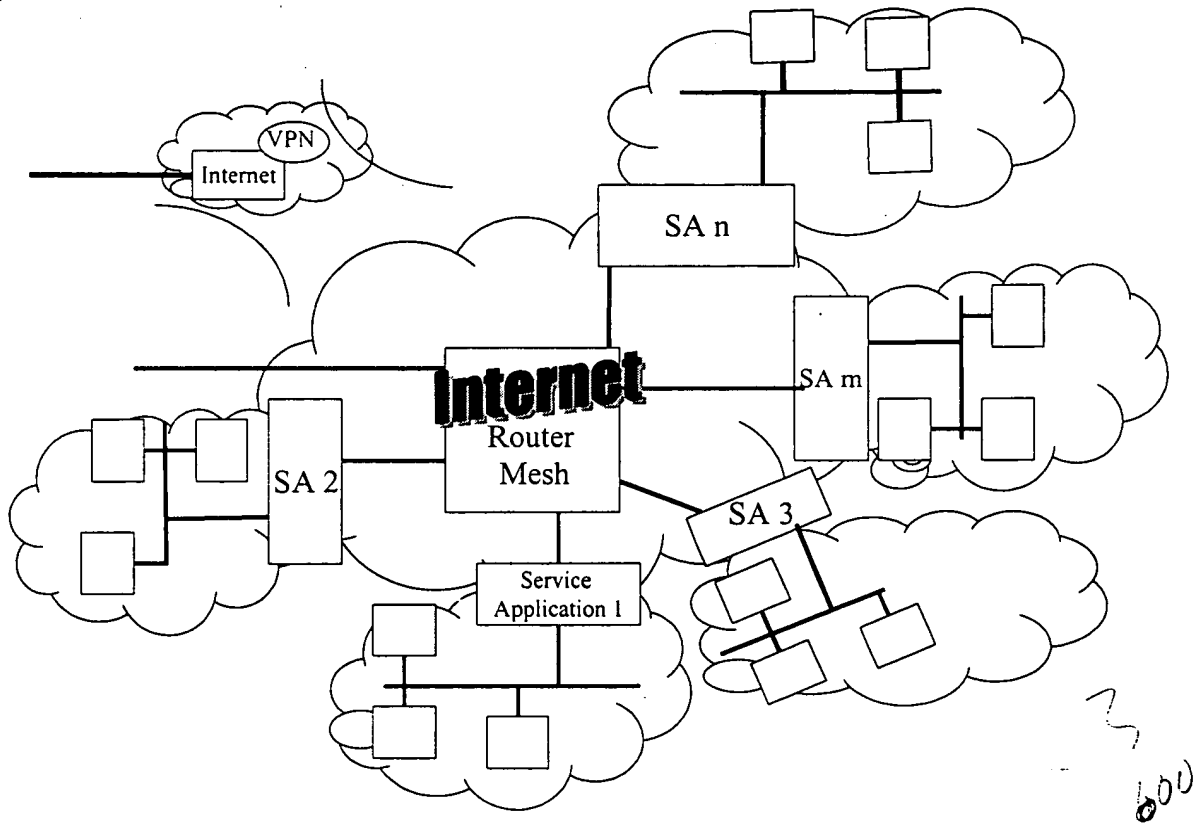 VPN
Internet
SA n
SA m
Internet
Router
Mesh
SA 2
SA 3
Service
Application 1
600